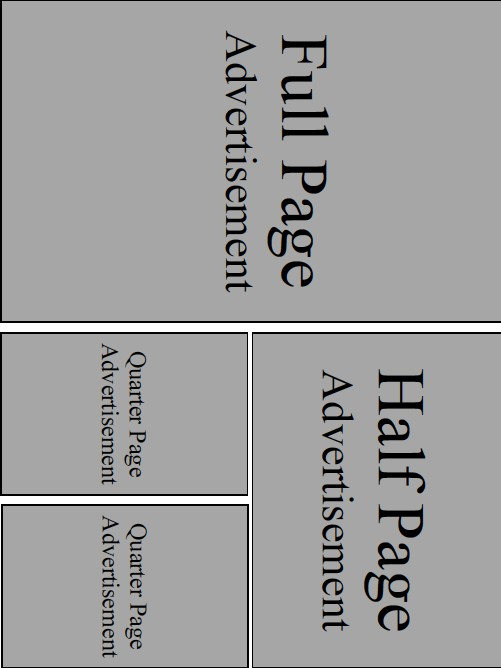 Full Page
Advertisement
Half Page
Advertisement
Quarter Page
Advertisement
Quarter Page
Advertisement